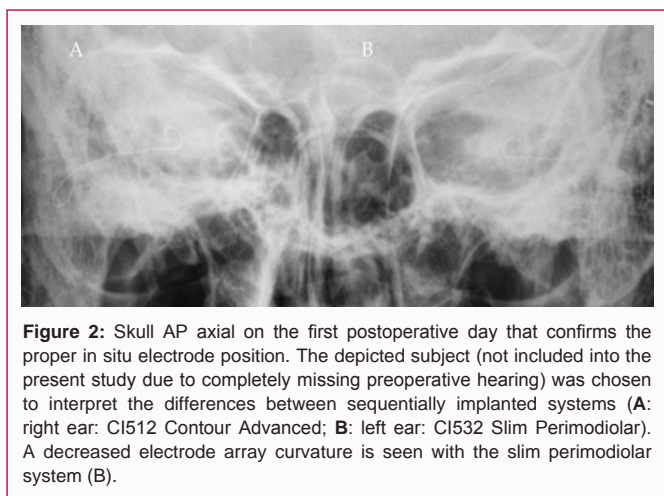 A
B
Figure 2: Skull AP axial on the first postoperative day that confirms the
proper in situ electrode position. The depicted subject (not included into the
present study due to completely missing preoperative hearing) was chosen
to interpret the differences between sequentially implanted systems (A:
right ear: CI512 Contour Advanced; B: left ear: CI532 Slim Perimodiolar).
A decreased electrode array curvature is seen with the slim perimodiolar
system (B).